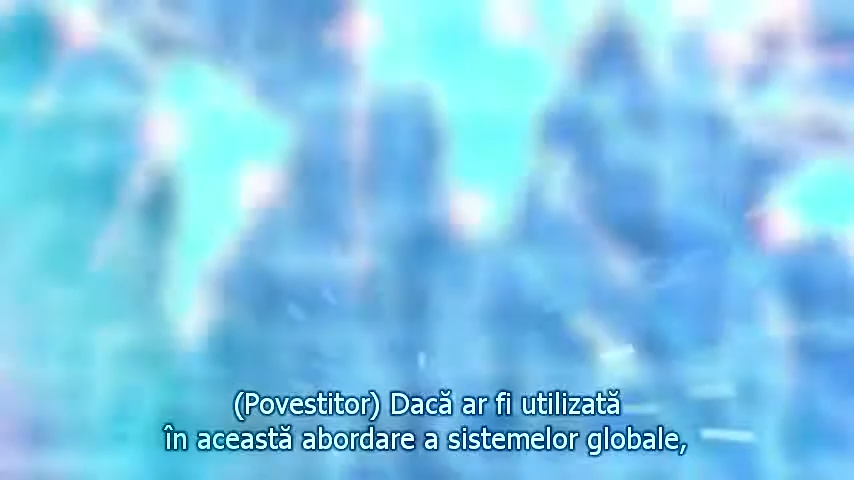 (Povestitor) Dacă ar fi utilizată
în această abordare a sistemelor globale,